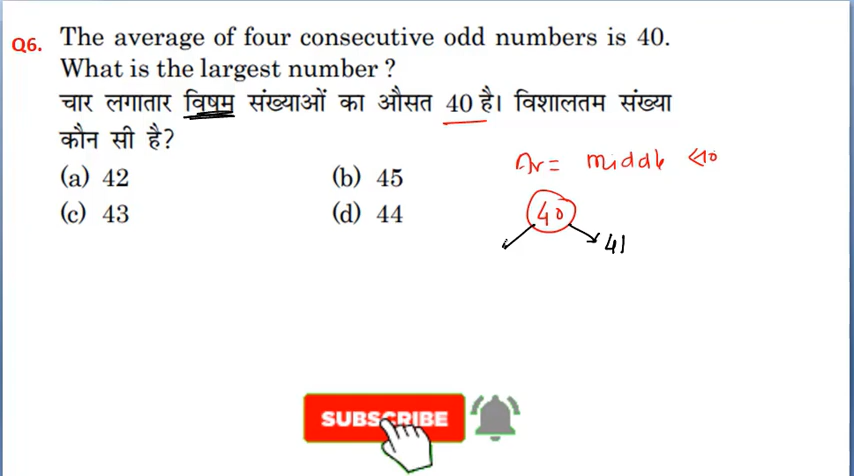 Q6. The average of four consecutive odd numbers is 40.
What is the largest number ?
चार लगातार विषम संख्याओं का औसत 40 है। विशालतम संख्या
कौन सी है?
(a) 42 (b) 45
(c) 43 (d) 44
Av = middle 40
40
41
SUBSCRIBE